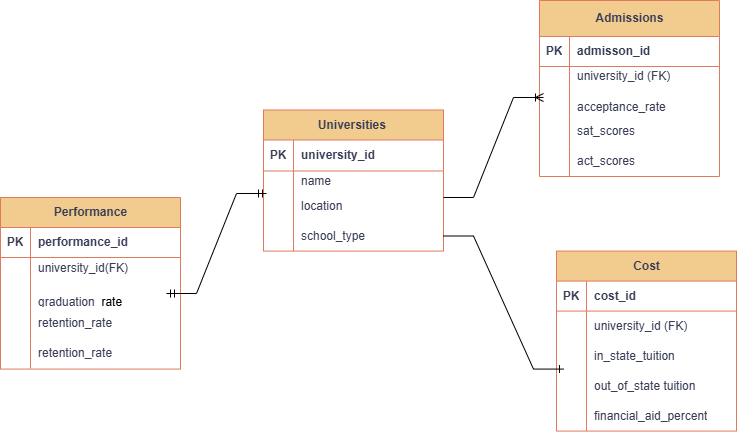 Admissions
PK admisson_id
university_id (FK)
acceptance_rate
sat_scores
act_scores
Universities
PK university_id
name
location
school_type
Performance
PK performance_id
university_id(FK)
graduation_rate
retention_rate
retention_rate
Cost
PK cost_id
university_id (FK)
in_state_tuition
out_of_state tuition
financial_aid_percent